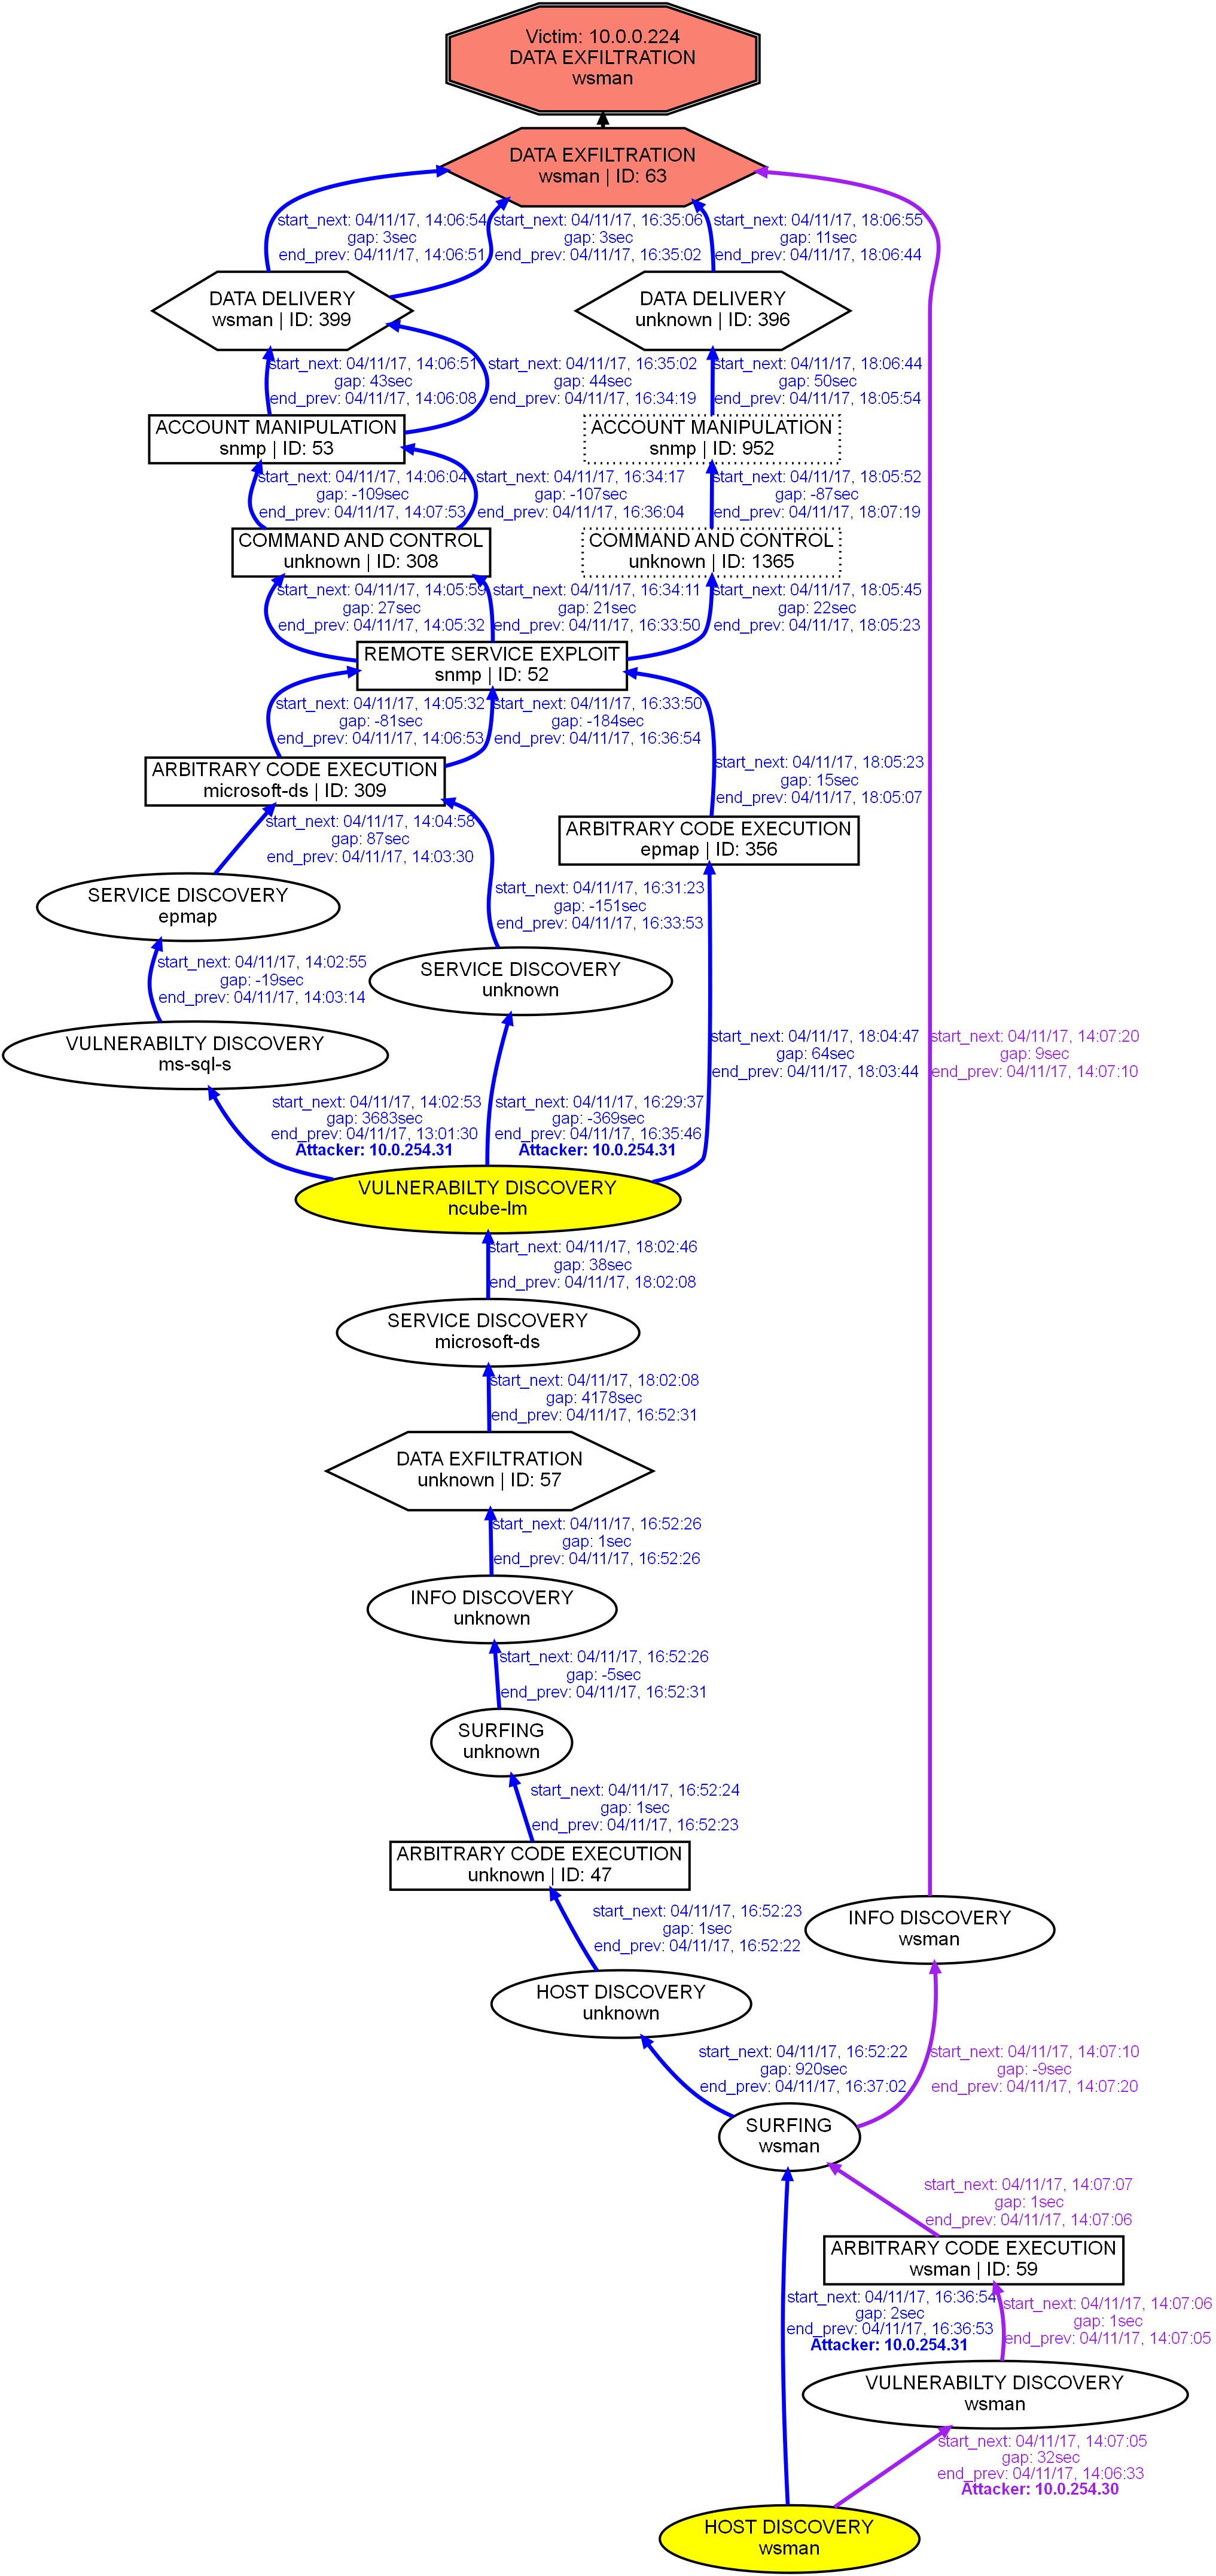 Victim: 10.0.0.224
DATA EXFILTRATION
wsman
DATA EXFILTRATION
wsman | ID: 63
start_next: 04/11/17, 14:06:54
gap: 3sec
end_prev: 04/11/17, 14:06:51
start_next: 04/11/17, 16:35:06
gap: 3sec
end_prev: 04/11/17, 16:35:02
start_next: 04/11/17, 18:06:55
gap: 11sec
end_prev: 04/11/17, 18:06:44
DATA DELIVERY
wsman | ID: 399
DATA DELIVERY
unknown | ID: 396
start_next: 04/11/17, 14:06:51
gap: 43sec
end_prev: 04/11/17, 14:06:08
start_next: 04/11/17, 16:35:02
gap: 44sec
end_prev: 04/11/17, 16:34:19
start_next: 04/11/17, 18:06:44
gap: 50sec
end_prev: 04/11/17, 18:05:54
ACCOUNT MANIPULATION
snmp | ID: 53
ACCOUNT MANIPULATION
snmp | ID: 952
start_next: 04/11/17, 14:06:04
gap: -109sec
end_prev: 04/11/17, 14:07:53
start_next: 04/11/17, 16:34:17
gap: -107sec
end_prev: 04/11/17, 16:36:04
start_next: 04/11/17, 18:05:52
gap: -87sec
end_prev: 04/11/17, 18:07:19
COMMAND AND CONTROL
unknown | ID: 308
COMMAND AND CONTROL
unknown | ID: 1365
start_next: 04/11/17, 14:05:59
gap: 27sec
end_prev: 04/11/17, 14:05:32
start_next: 04/11/17, 16:34:11
gap: 21sec
end_prev: 04/11/17, 16:33:50
start_next: 04/11/17, 18:05:45
gap: 22sec
end_prev: 04/11/17, 18:05:23
REMOTE SERVICE EXPLOIT
snmp | ID: 52
start_next: 04/11/17, 14:05:32
gap: -81sec
end_prev: 04/11/17, 14:06:53
start_next: 04/11/17, 16:33:50
gap: -184sec
end_prev: 04/11/17, 16:36:54
start_next: 04/11/17, 18:05:23
gap: 15sec
end_prev: 04/11/17, 18:05:07
ARBITRARY CODE EXECUTION
microsoft-ds | ID: 309
ARBITRARY CODE EXECUTION
epmap | ID: 356
start_next: 04/11/17, 14:04:58
gap: 87sec
end_prev: 04/11/17, 14:03:30
SERVICE DISCOVERY
epmap
start_next: 04/11/17, 16:31:23
gap: -151sec
end_prev: 04/11/17, 16:33:53
start_next: 04/11/17, 14:02:55
gap: -19sec
end_prev: 04/11/17, 14:03:14
SERVICE DISCOVERY
unknown
VULNERABILTY DISCOVERY
ms-sql-s
start_next: 04/11/17, 18:04:47
gap: 64sec
end_prev: 04/11/17, 18:03:44
start_next: 04/11/17, 14:07:20
gap: 9sec
end_prev: 04/11/17, 14:07:10
start_next: 04/11/17, 14:02:53
gap: 3683sec
end_prev: 04/11/17, 13:01:30
Attacker: 10.0.254.31
start_next: 04/11/17, 16:29:37
gap: -369sec
end_prev: 04/11/17, 16:35:46
Attacker: 10.0.254.31
VULNERABILTY DISCOVERY
ncube-lm
start_next: 04/11/17, 18:02:46
gap: 38sec
end_prev: 04/11/17, 18:02:08
SERVICE DISCOVERY
microsoft-ds
start_next: 04/11/17, 18:02:08
gap: 4178sec
end_prev: 04/11/17, 16:52:31
DATA EXFILTRATION
unknown | ID: 57
start_next: 04/11/17, 16:52:26
gap: 1sec
end_prev: 04/11/17, 16:52:26
INFO DISCOVERY
unknown
start_next: 04/11/17, 16:52:26
gap: -5sec
end_prev: 04/11/17, 16:52:31
SURFING
unknown
start_next: 04/11/17, 16:52:24
gap: 1sec
end_prev: 04/11/17, 16:52:23
ARBITRARY CODE EXECUTION
unknown | ID: 47
start_next: 04/11/17, 16:52:23
gap: 1sec
end_prev: 04/11/17, 16:52:22
INFO DISCOVERY
wsman
HOST DISCOVERY
unknown
start_next: 04/11/17, 16:52:22
gap: 920sec
end_prev: 04/11/17, 16:37:02
start_next: 04/11/17, 14:07:10
gap: -9sec
end_prev: 04/11/17, 14:07:20
SURFING
wsman
start_next: 04/11/17, 14:07:07
gap: 1sec
end_prev: 04/11/17, 14:07:06
ARBITRARY CODE EXECUTION
wsman | ID: 59
start_next: 04/11/17, 16:36:54
gap: 2sec
end_prev: 04/11/17, 16:36:53
Attacker: 10.0.254.31
start_next: 04/11/17, 14:07:06
gap: 1sec
end_prev: 04/11/17, 14:07:05
VULNERABILTY DISCOVERY
wsman
start_next: 04/11/17, 14:07:05
gap: 32sec
end_prev: 04/11/17, 14:06:33
Attacker: 10.0.254.30
HOST DISCOVERY
wsman